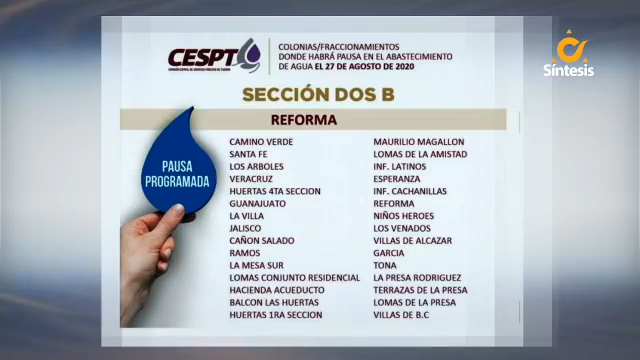 CESPT
COMISIÓN ESTATAL DE SERVICIOS PÚBLICOS DE TIJUANA
COLONIAS/FRACCIONAMIENTOS
DONDE HABRÁ PAUSA EN EL ABASTECIMIENTO
DE AGUA EL 27 DE AGOSTO DE 2020
Síntesis
SECCIÓN DOS B
REFORMA
PAUSA
PROGRAMADA
CAMINO VERDE
SANTA FE
LOS ARBOLES
VERACRUZ
HUERTAS 4TA SECCION
GUANAJUATO
LA VILLA
JALISCO
CAÑON SALADO
RAMOS
LA MESA SUR
LOMAS CONJUNTO RESIDENCIAL
HACIENDA ACUEDUCTO
BALCON LAS HUERTAS
HUERTAS 1RA SECCION
MAURILIO MAGALLON
LOMAS DE LA AMISTAD
INF. LATINOS
ESPERANZA
INF. CACHANILLAS
REFORMA
NIÑOS HEROES
LOS VENADOS
VILLAS DE ALCAZAR
GARCIA
TONA
LA PRESA RODRIGUEZ
TERRAZAS DE LA PRESA
LOMAS DE LA PRESA
VILLAS DE B.C